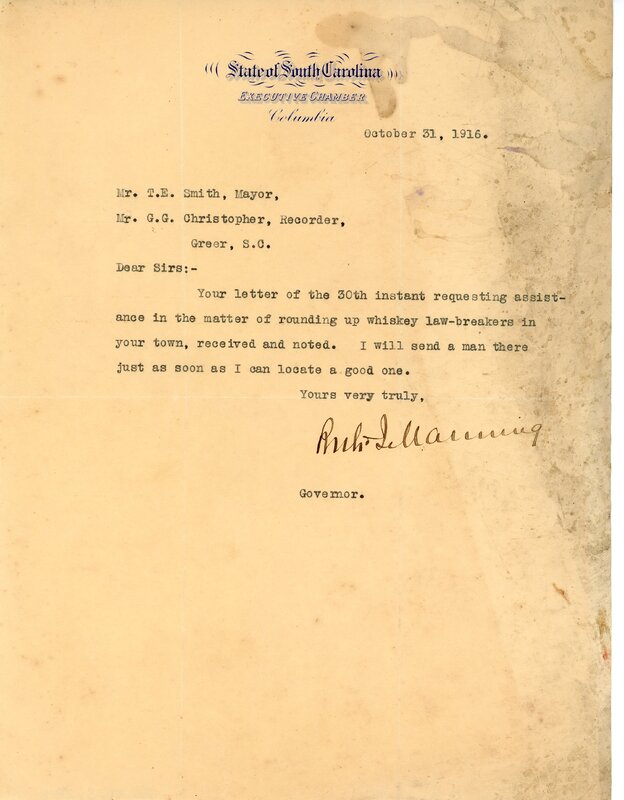 State of South Carolina
EXECUTIVE CHAMBER
Columbia
October 31, 1916.
Mr. T.E. Smith, Mayor,
Mr. G.G. Christopher, Recorder,
Greer, S.C.
Dear Sirs:-
Your letter of the 30th instant requesting assist-
ance in the matter of rounding up whiskey law-breakers in
your town, received and noted. I will send a man there
just as soon as I can locate a good one.
Yours very truly,
Richd I Manning
Governor.